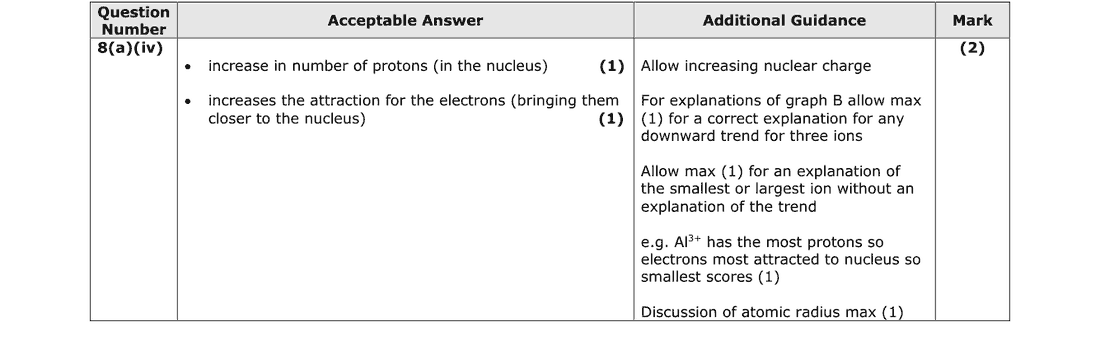 Question Number
Acceptable Answer
Additional Guidance
Mark
8(a)(iv)
• increase in number of protons (in the nucleus) (1)
• increases the attraction for the electrons (bringing them
closer to the nucleus) (1)
Allow increasing nuclear charge
For explanations of graph B allow max
(1) for a correct explanation for any
downward trend for three ions
Allow max (1) for an explanation of
the smallest or largest ion without an
explanation of the trend
e.g. Al³⁺ has the most protons so
electrons most attracted to nucleus so
smallest scores (1)
Discussion of atomic radius max (1)
(2)